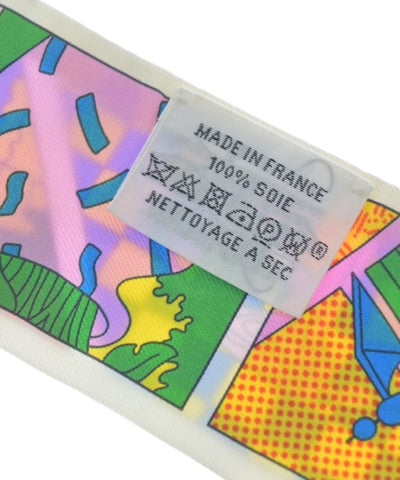 MADE IN FRANCE
100% SOIE
P W ®
NETTOYAGE A SEC